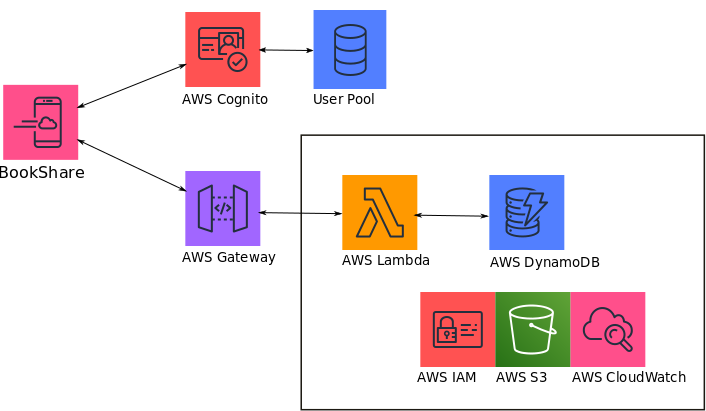 AWS Cognito
User Pool
BookShare
AWS Gateway
AWS Lambda
AWS DynamoDB
AWS IAM
AWS S3
AWS CloudWatch